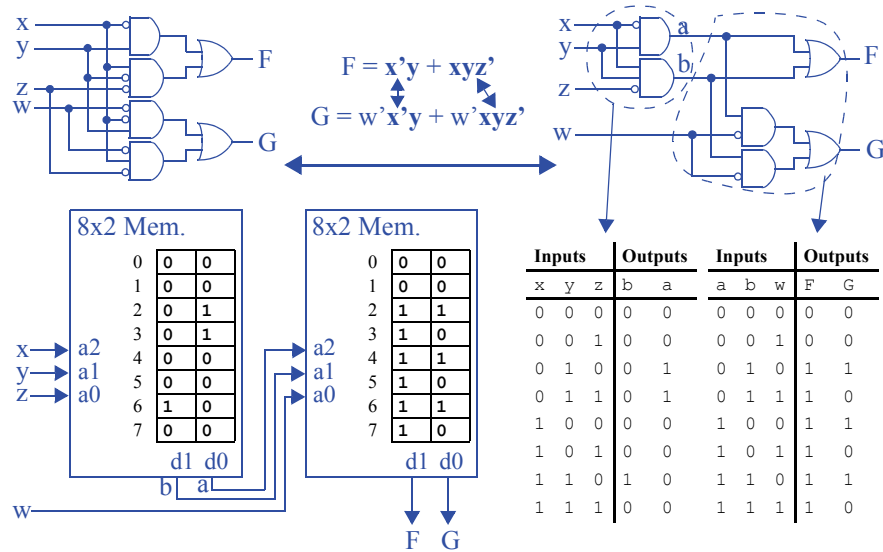 x
y
z
w
F
G
F = x'y + xyz'
G = w'x'y + w'xyz'
x
y
z
w
a
b
F
G
8x2 Mem.
0 0 0
1 0 0
2 0 1
3 0 1
4 0 0
5 0 0
6 1 0
7 0 0
x a2
y a1
z a0
d1 d0
b a
w
8x2 Mem.
0 0 0
1 0 0
2 1 1
3 1 0
4 1 1
5 1 0
6 1 1
7 1 0
a2
a1
a0
d1 d0
F G
Inputs Outputs
x y z b a
0 0 0 0 0
0 0 1 0 0
0 1 0 0 1
0 1 1 0 1
1 0 0 0 0
1 0 1 0 0
1 1 0 1 0
1 1 1 0 0
Inputs Outputs
a b w F G
0 0 0 0 0
0 0 1 0 0
0 1 0 1 1
0 1 1 1 0
1 0 0 1 1
1 0 1 1 0
1 1 0 1 1
1 1 1 1 0